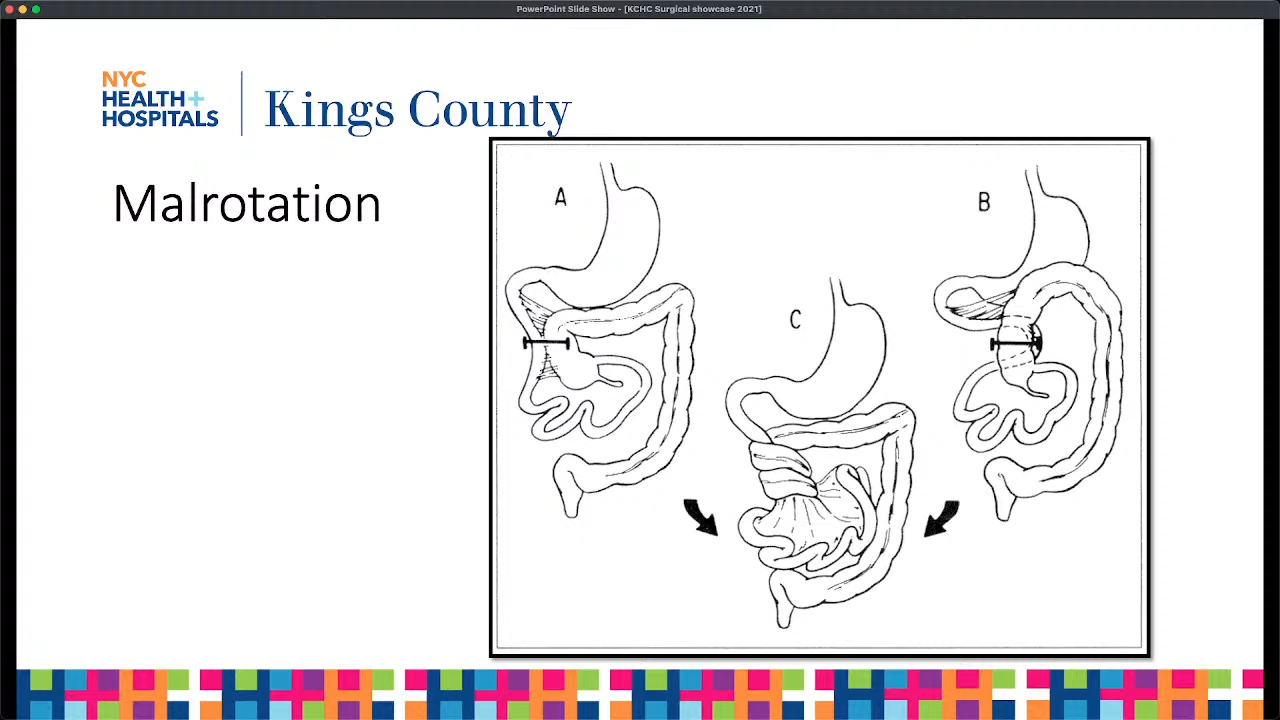 PowerPoint Slide Show - [KCHC Surgical showcase 2021]
NYC
HEALTH+
HOSPITALS
Kings County
Malrotation
A
B
C